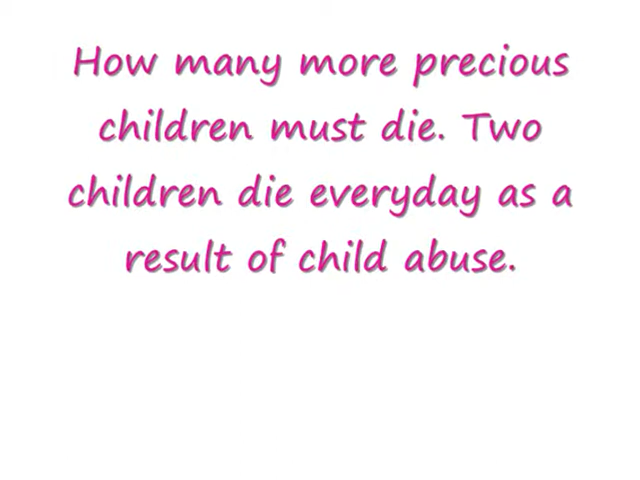 How many more precious
children must die. Two
children die everyday as a
result of child abuse.